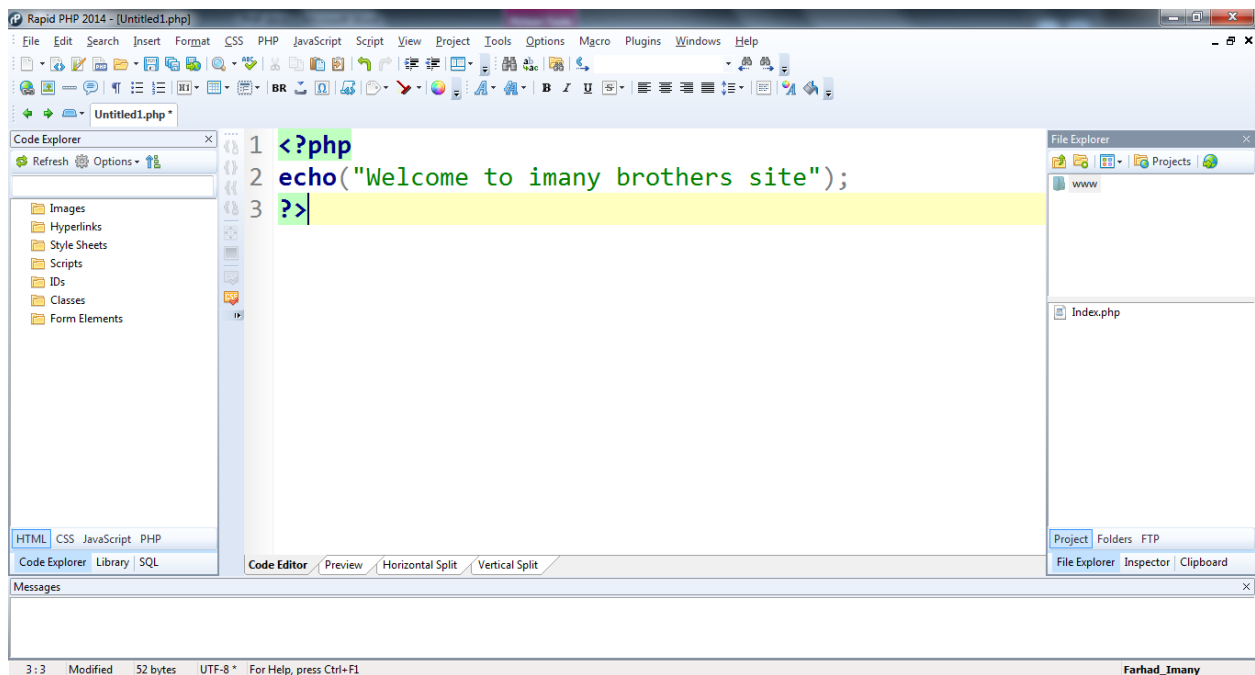 Rapid PHP 2014 - [Untitled1.php]
File Edit Search Insert Format CSS PHP JavaScript Script View Project Tools Options Macro Plugins Windows Help
BR B I U
Untitled1.php *
Code Explorer
Refresh Options
Images
Hyperlinks
Style Sheets
Scripts
IDs
Classes
Form Elements
HTML CSS JavaScript PHP
Code Explorer Library SQL
1 <?php
2 echo("Welcome to imany brothers site");
3 ?>
Code Editor Preview Horizontal Split Vertical Split
File Explorer
Projects
www
Index.php
Project Folders FTP
File Explorer Inspector Clipboard
Messages
3 : 3 Modified 52 bytes UTF-8 * For Help, press Ctrl+F1 Farhad_Imany